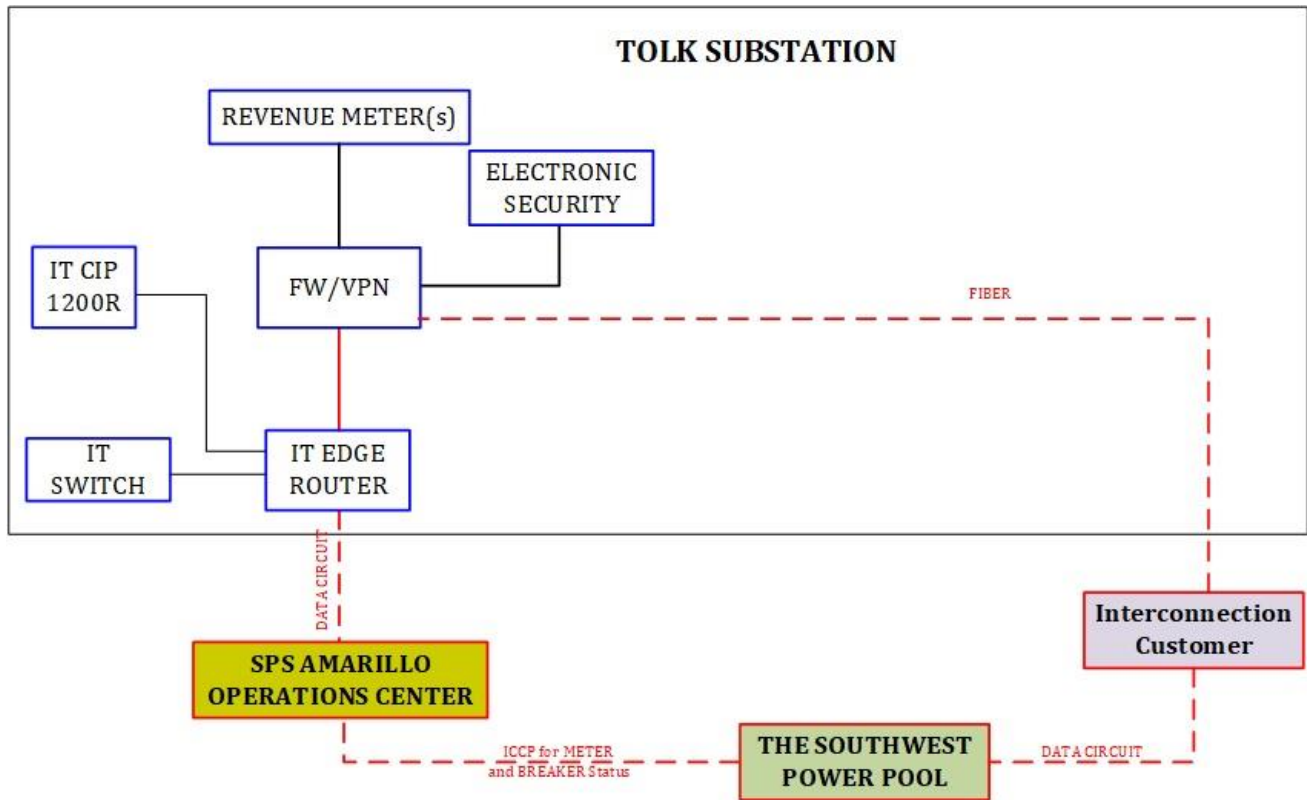 TOLK SUBSTATION
REVENUE METER(s)
ELECTRONIC
SECURITY
IT CIP
1200R
FW/VPN
FIBER
IT
SWITCH
IT EDGE
ROUTER
DATA CIRCUIT
Interconnection
Customer
SPS AMARILLO
OPERATIONS CENTER
ICCP for METER
and BREAKER Status
THE SOUTHWEST
POWER POOL
DATA CIRCUIT